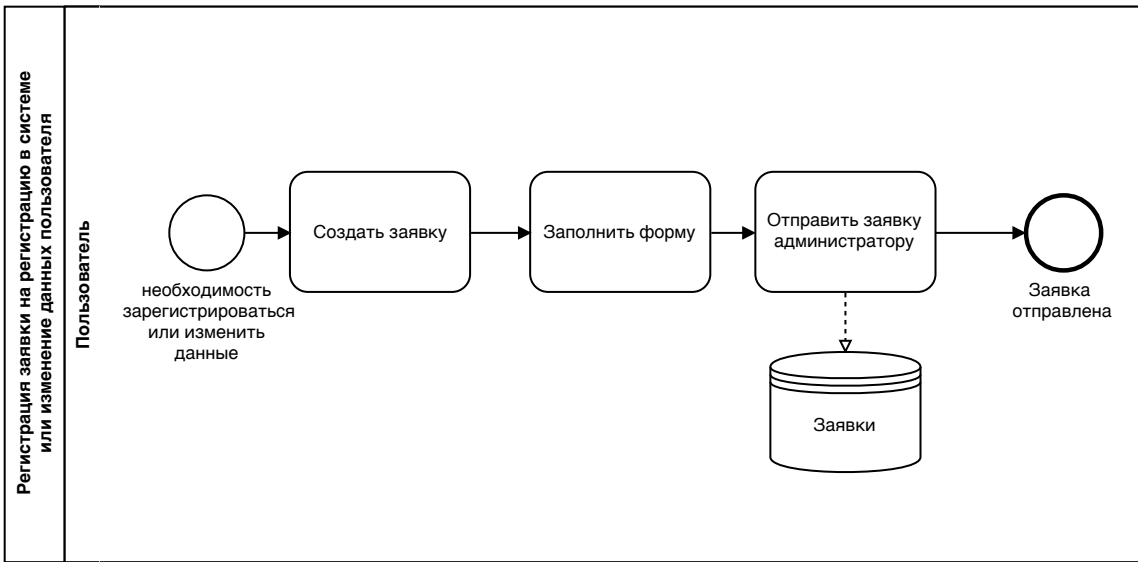 Регистрация заявки на регистрацию в системе
или изменение данных пользователя
Пользователь
необходимость
зарегистрироваться
или изменить
данные
Создать заявку
Заполнить форму
Отправить заявку
администратору
Заявка
отправлена
Заявки